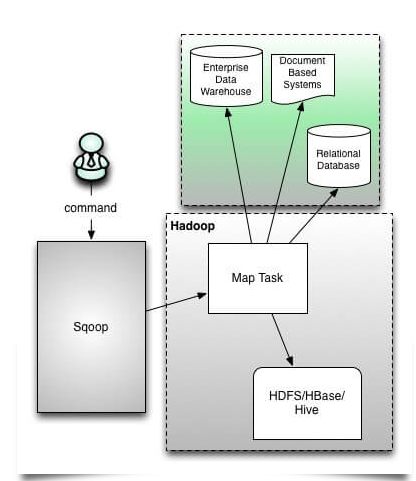 Enterprise
Data
Warehouse
Document
Based
Systems
Relational
Database
command
Hadoop
Map Task
Sqoop
HDFS/HBase/
Hive